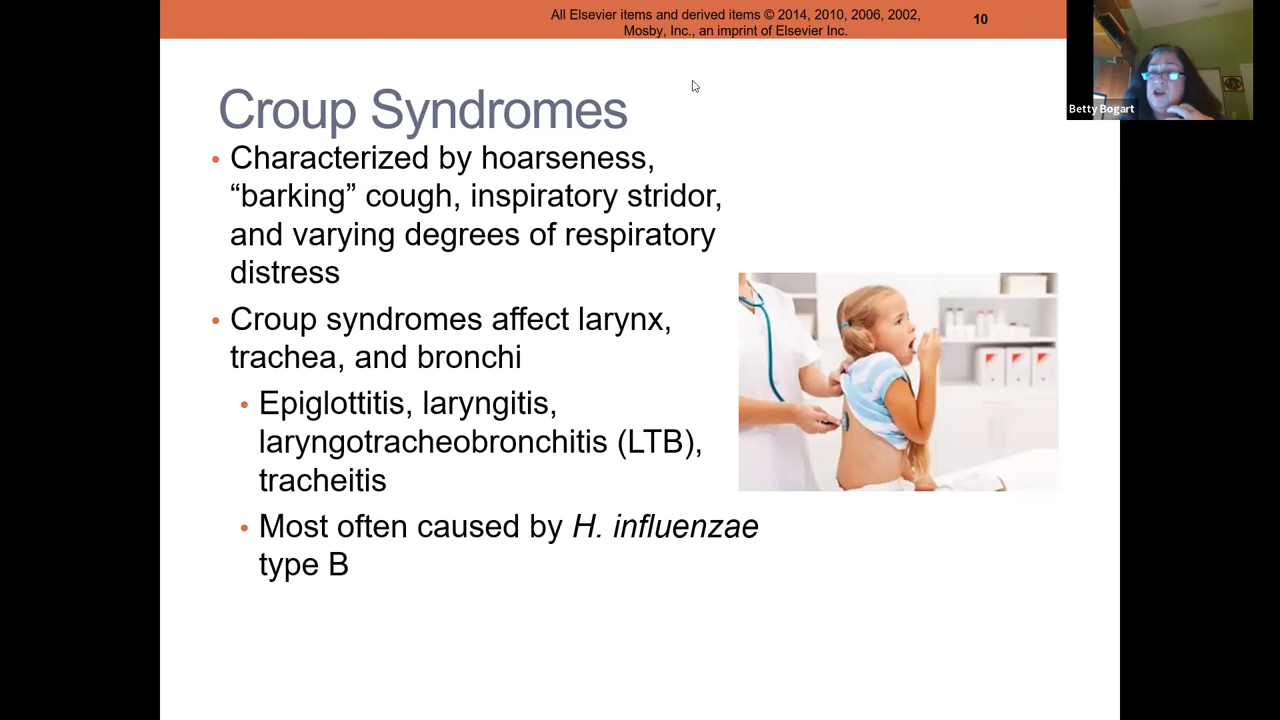 All Elsevier items and derived items © 2014, 2010, 2006, 2002,
Mosby, Inc., an imprint of Elsevier Inc.
10
Betty Bogart
Croup Syndromes
• Characterized by hoarseness,
“barking” cough, inspiratory stridor,
and varying degrees of respiratory
distress
• Croup syndromes affect larynx,
trachea, and bronchi
• Epiglottitis, laryngitis,
laryngotracheobronchitis (LTB),
tracheitis
• Most often caused by H. influenzae
type B